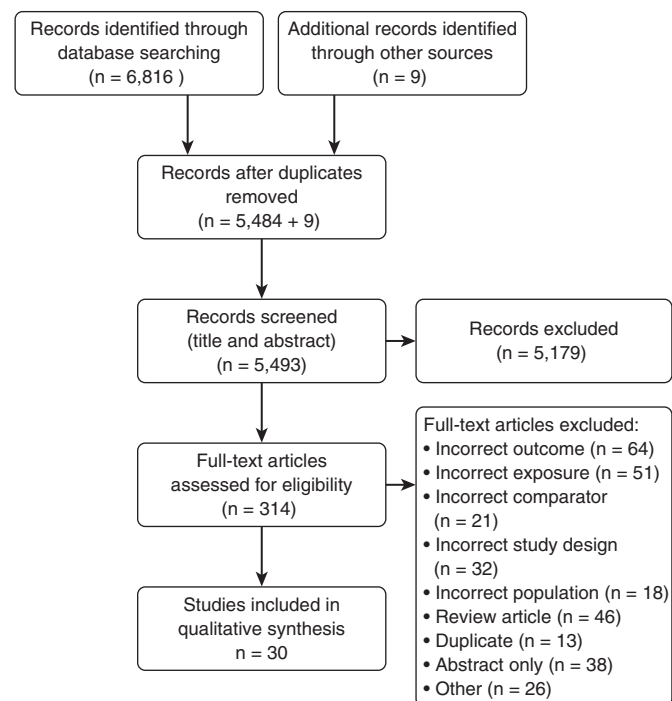 Records identified through
database searching
(n = 6,816 )
Additional records identified
through other sources
(n = 9)
Records after duplicates
removed
(n = 5,484 + 9)
Records screened
(title and abstract)
(n = 5,493)
Records excluded
(n = 5,179)
Full-text articles
assessed for eligibility
(n = 314)
Full-text articles excluded:
• Incorrect outcome (n = 64)
• Incorrect exposure (n = 51)
• Incorrect comparator
(n = 21)
• Incorrect study design
(n = 32)
• Incorrect population (n = 18)
• Review article (n = 46)
• Duplicate (n = 13)
• Abstract only (n = 38)
• Other (n = 26)
Studies included in
qualitative synthesis
n = 30